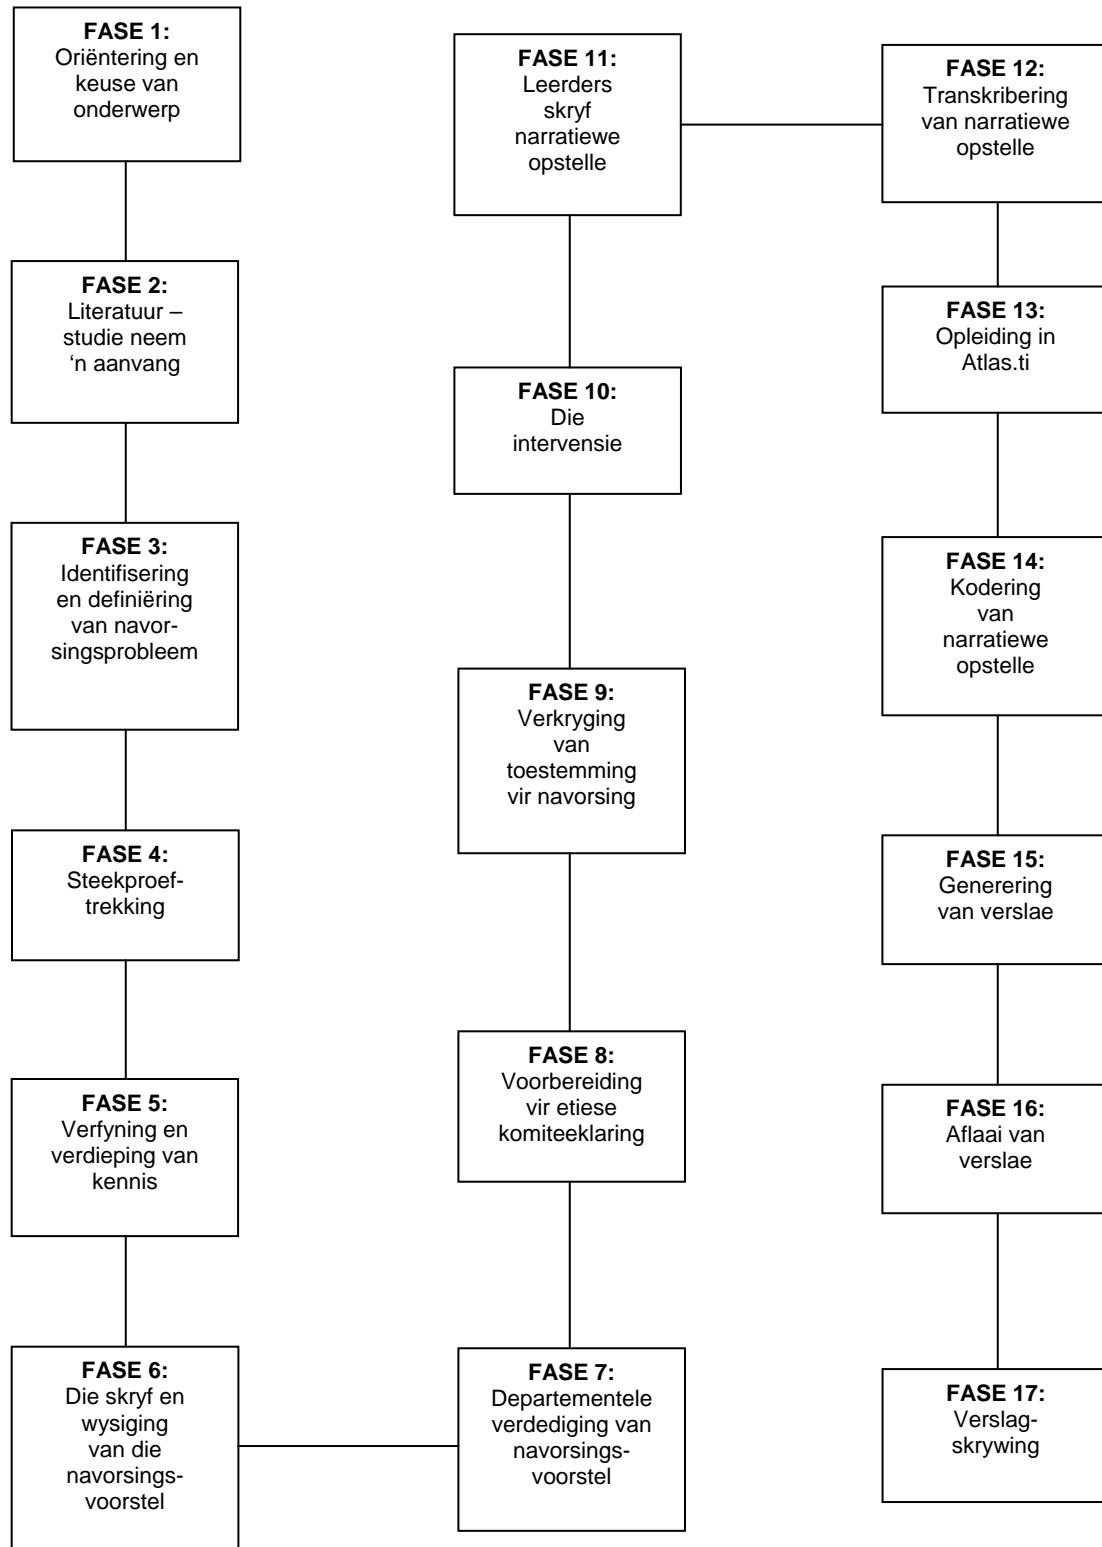 FASE 1:
Oriëntering en
keuse van
onderwerp
FASE 2:
Literatuur –
studie neem
‘n aanvang
FASE 3:
Identifisering
en definiëring
van navor-
singsprobleem
FASE 4:
Steekproef-
trekking
FASE 5:
Verfyning en
verdieping van
kennis
FASE 6:
Die skryf en
wysiging
van die
navorsings-
voorstel
FASE 7:
Departementele
verdediging van
navorsings-
voorstel
FASE 8:
Voorbereiding
vir etiese
komiteeklaring
FASE 9:
Verkryging
van
toestemming
vir navorsing
FASE 10:
Die
intervensie
FASE 11:
Leerders
skryf
narratiewe
opstelle
FASE 12:
Transkribering
van narratiewe
opstelle
FASE 13:
Opleiding in
Atlas.ti
FASE 14:
Kodering
van
narratiewe
opstelle
FASE 15:
Generering
van verslae
FASE 16:
Aflaai van
verslae
FASE 17:
Verslag-
skrywing